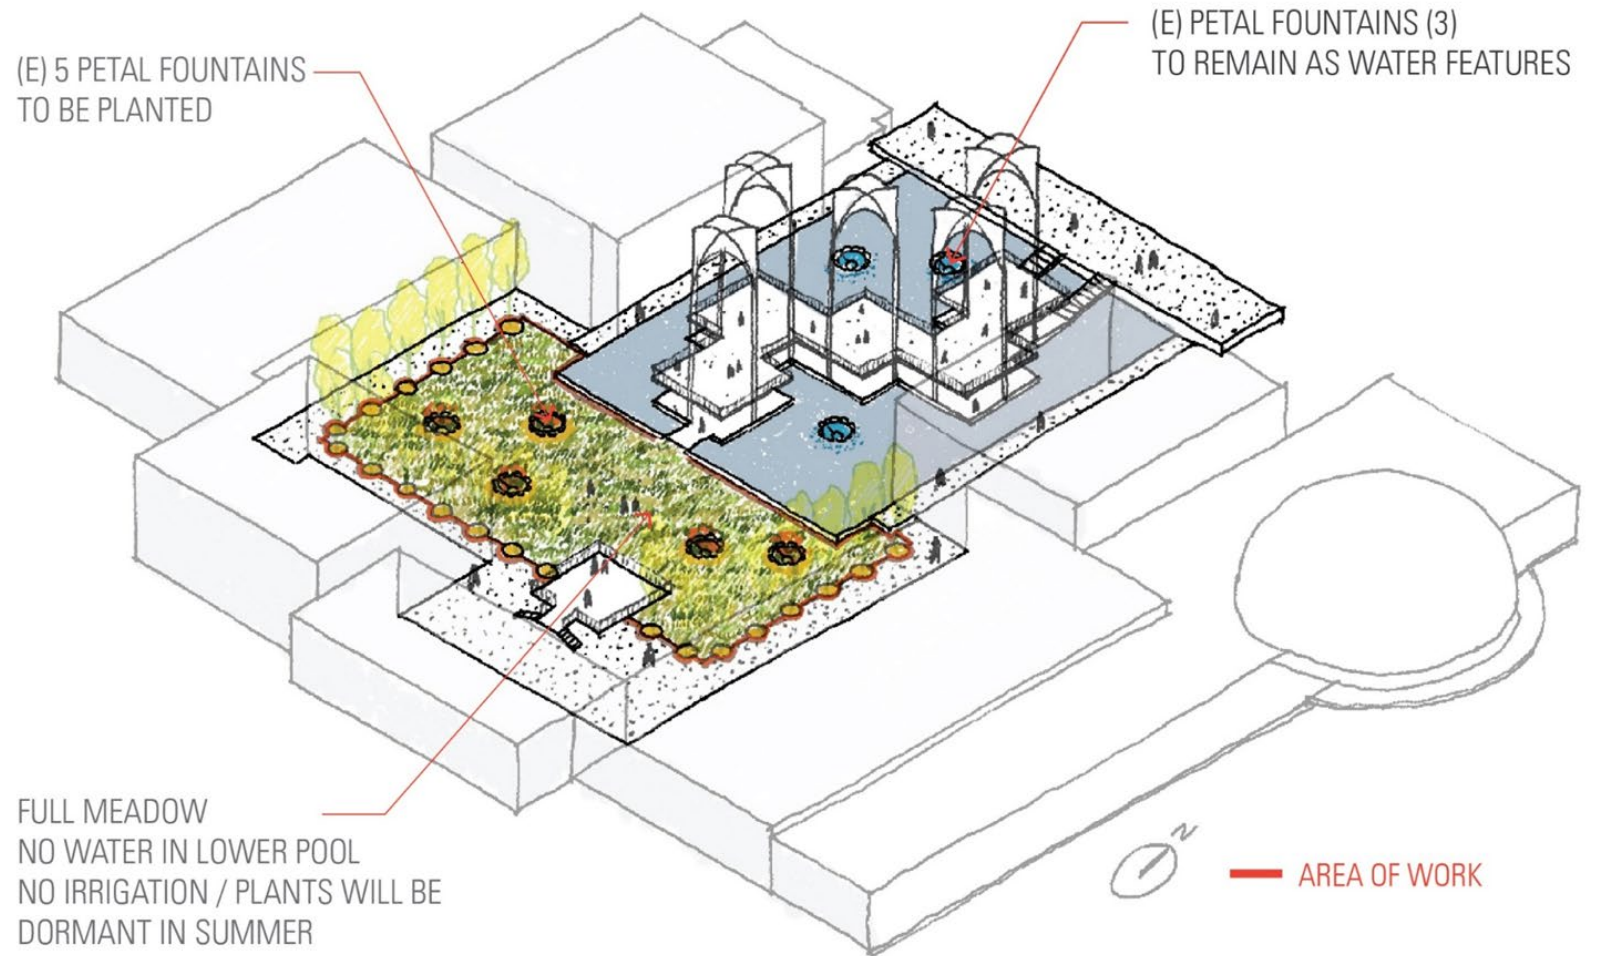 (E) 5 PETAL FOUNTAINS
TO BE PLANTED
(E) PETAL FOUNTAINS (3)
TO REMAIN AS WATER FEATURES
FULL MEADOW
NO WATER IN LOWER POOL
NO IRRIGATION / PLANTS WILL BE
DORMANT IN SUMMER
N
AREA OF WORK